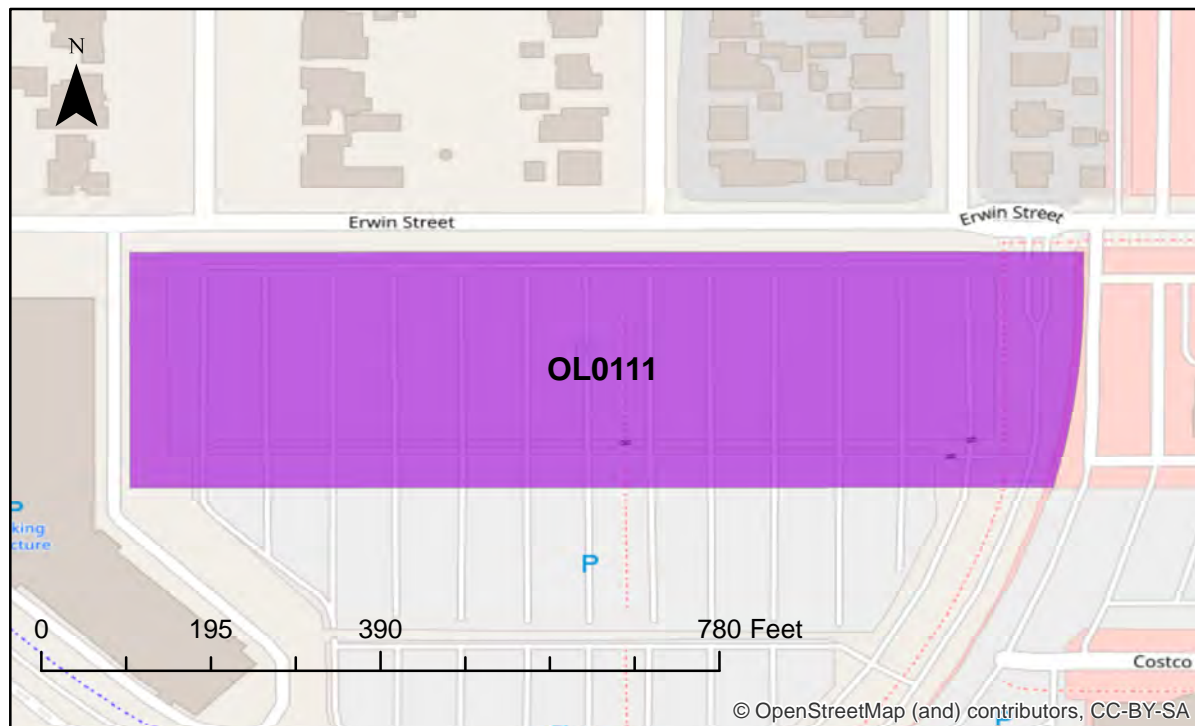 N
Erwin Street
Erwin Street
OL0111
P
king
cture
P
0 195 390 780 Feet
Costco
© OpenStreetMap (and) contributors, CC-BY-SA